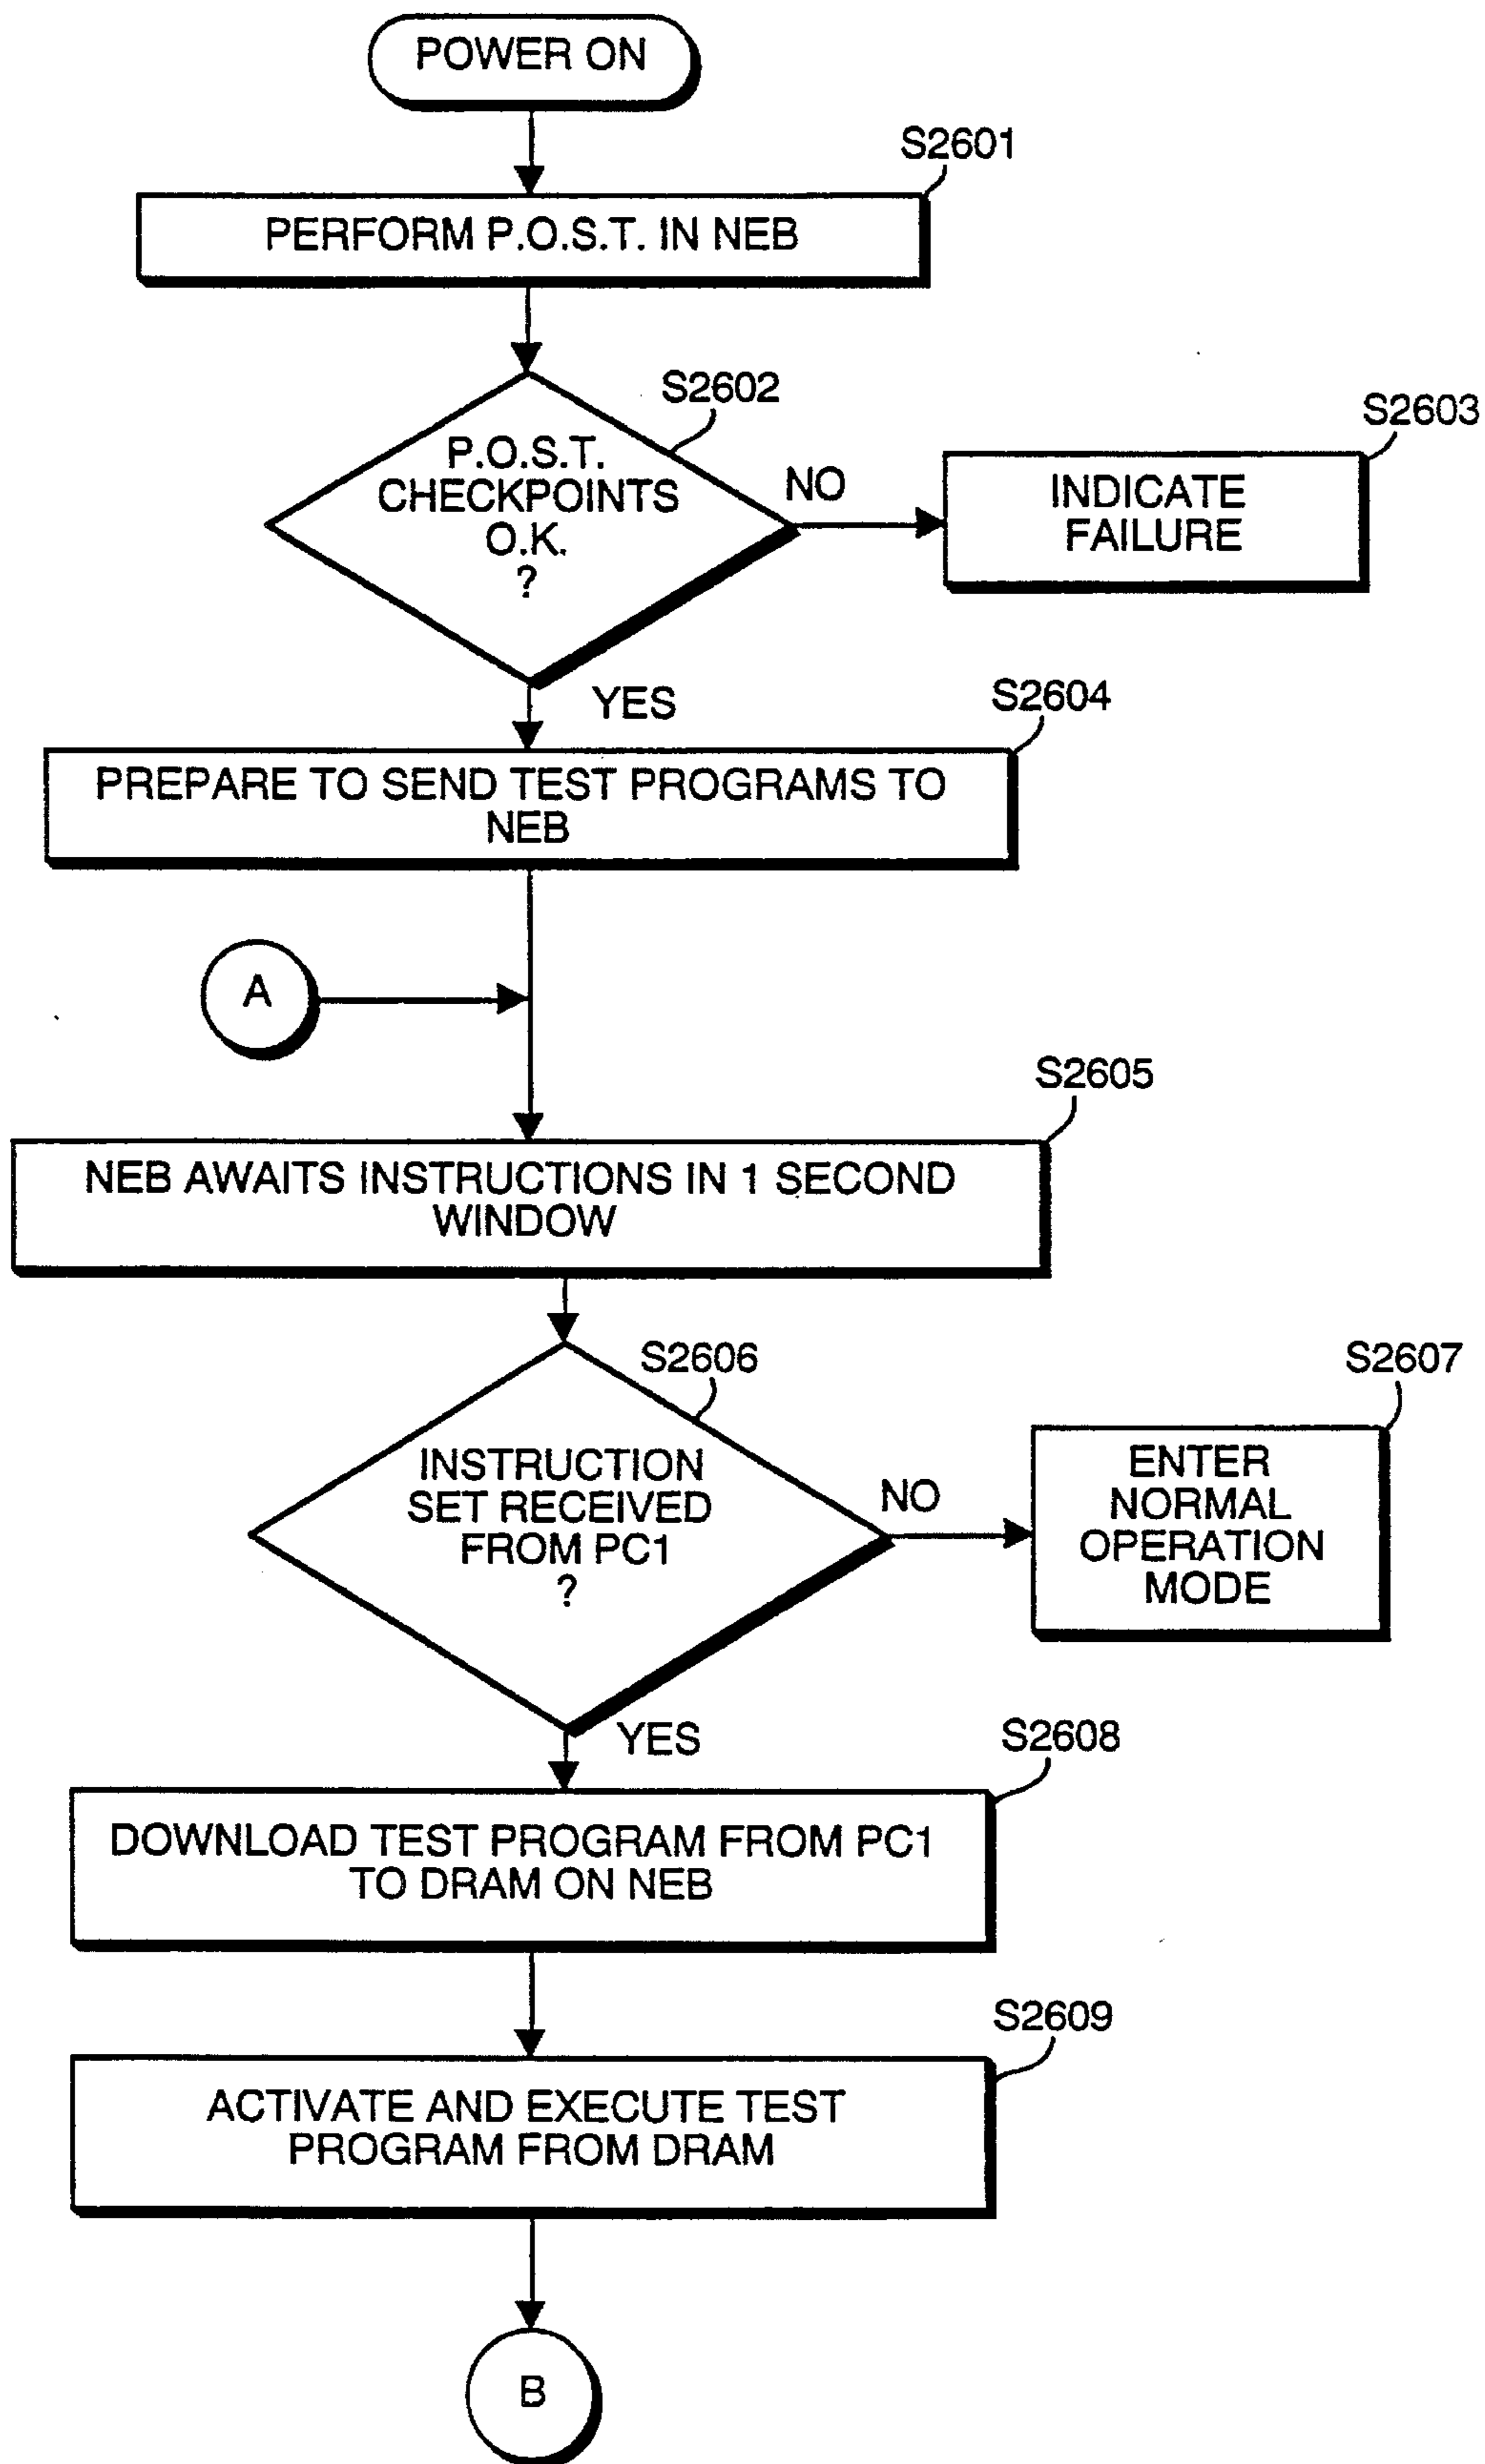 POWER ON
S2601
PERFORM P.O.S.T. IN NEB
S2602
P.O.S.T.
CHECKPOINTS
O.K.
?
NO
S2603
INDICATE
FAILURE
YES
S2604
PREPARE TO SEND TEST PROGRAMS TO
NEB
A
S2605
NEB AWAITS INSTRUCTIONS IN 1 SECOND
WINDOW
S2606
INSTRUCTION
SET RECEIVED
FROM PC1
?
NO
S2607
ENTER
NORMAL
OPERATION
MODE
YES
S2608
DOWNLOAD TEST PROGRAM FROM PC1
TO DRAM ON NEB
S2609
ACTIVATE AND EXECUTE TEST
PROGRAM FROM DRAM
B